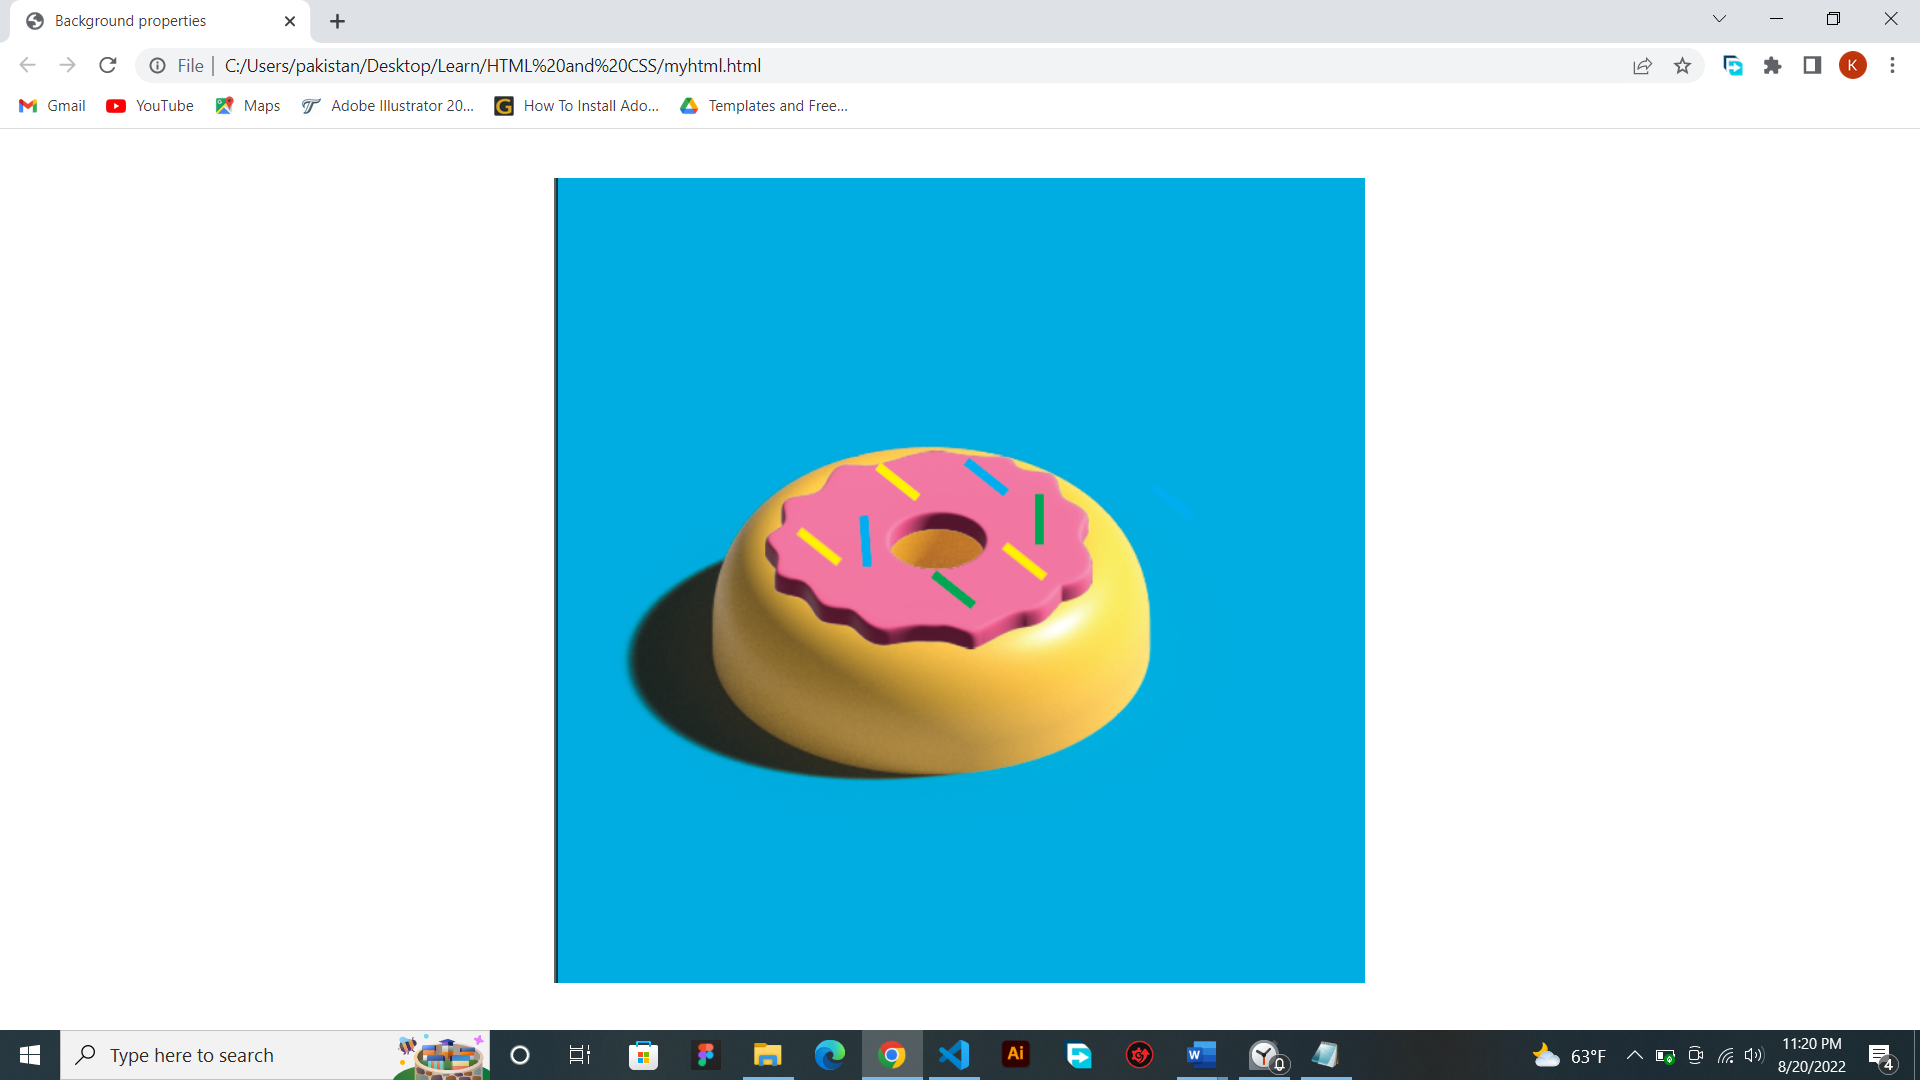 Background properties
File | C:/Users/pakistan/Desktop/Learn/HTML%20and%20CSS/myhtml.html
K
Gmail YouTube Maps Adobe Illustrator 20... G How To Install Ado... Templates and Free...
Type here to search
Ai
W
63°F
11:20 PM
8/20/2022
4